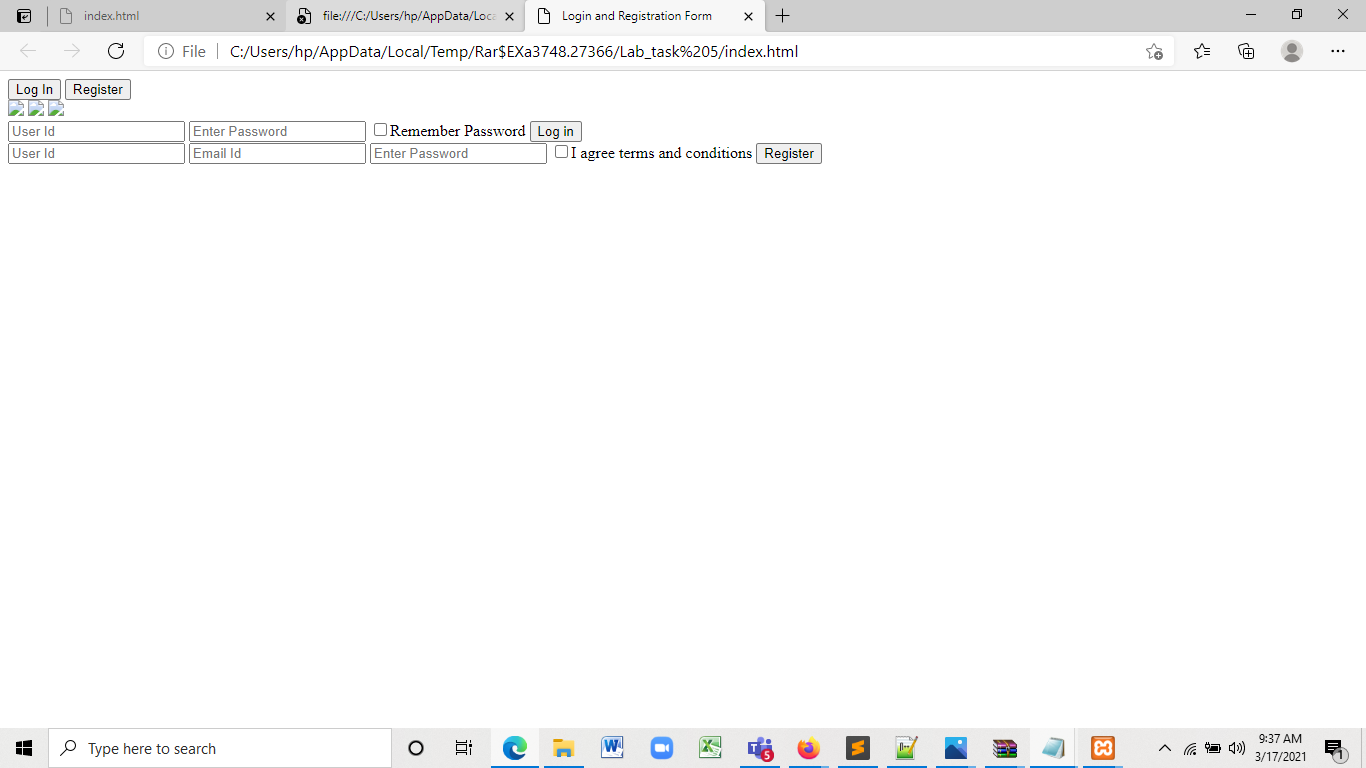 index.html
file:///C:/Users/hp/AppData/Loca
Login and Registration Form
File
C:/Users/hp/AppData/Local/Temp/Rar$EXa3748.27366/Lab_task%205/index.html
Log In Register
User Id Enter Password Remember Password Log in
User Id Email Id Enter Password I agree terms and conditions Register
Type here to search
5
9:37 AM
3/17/2021
1